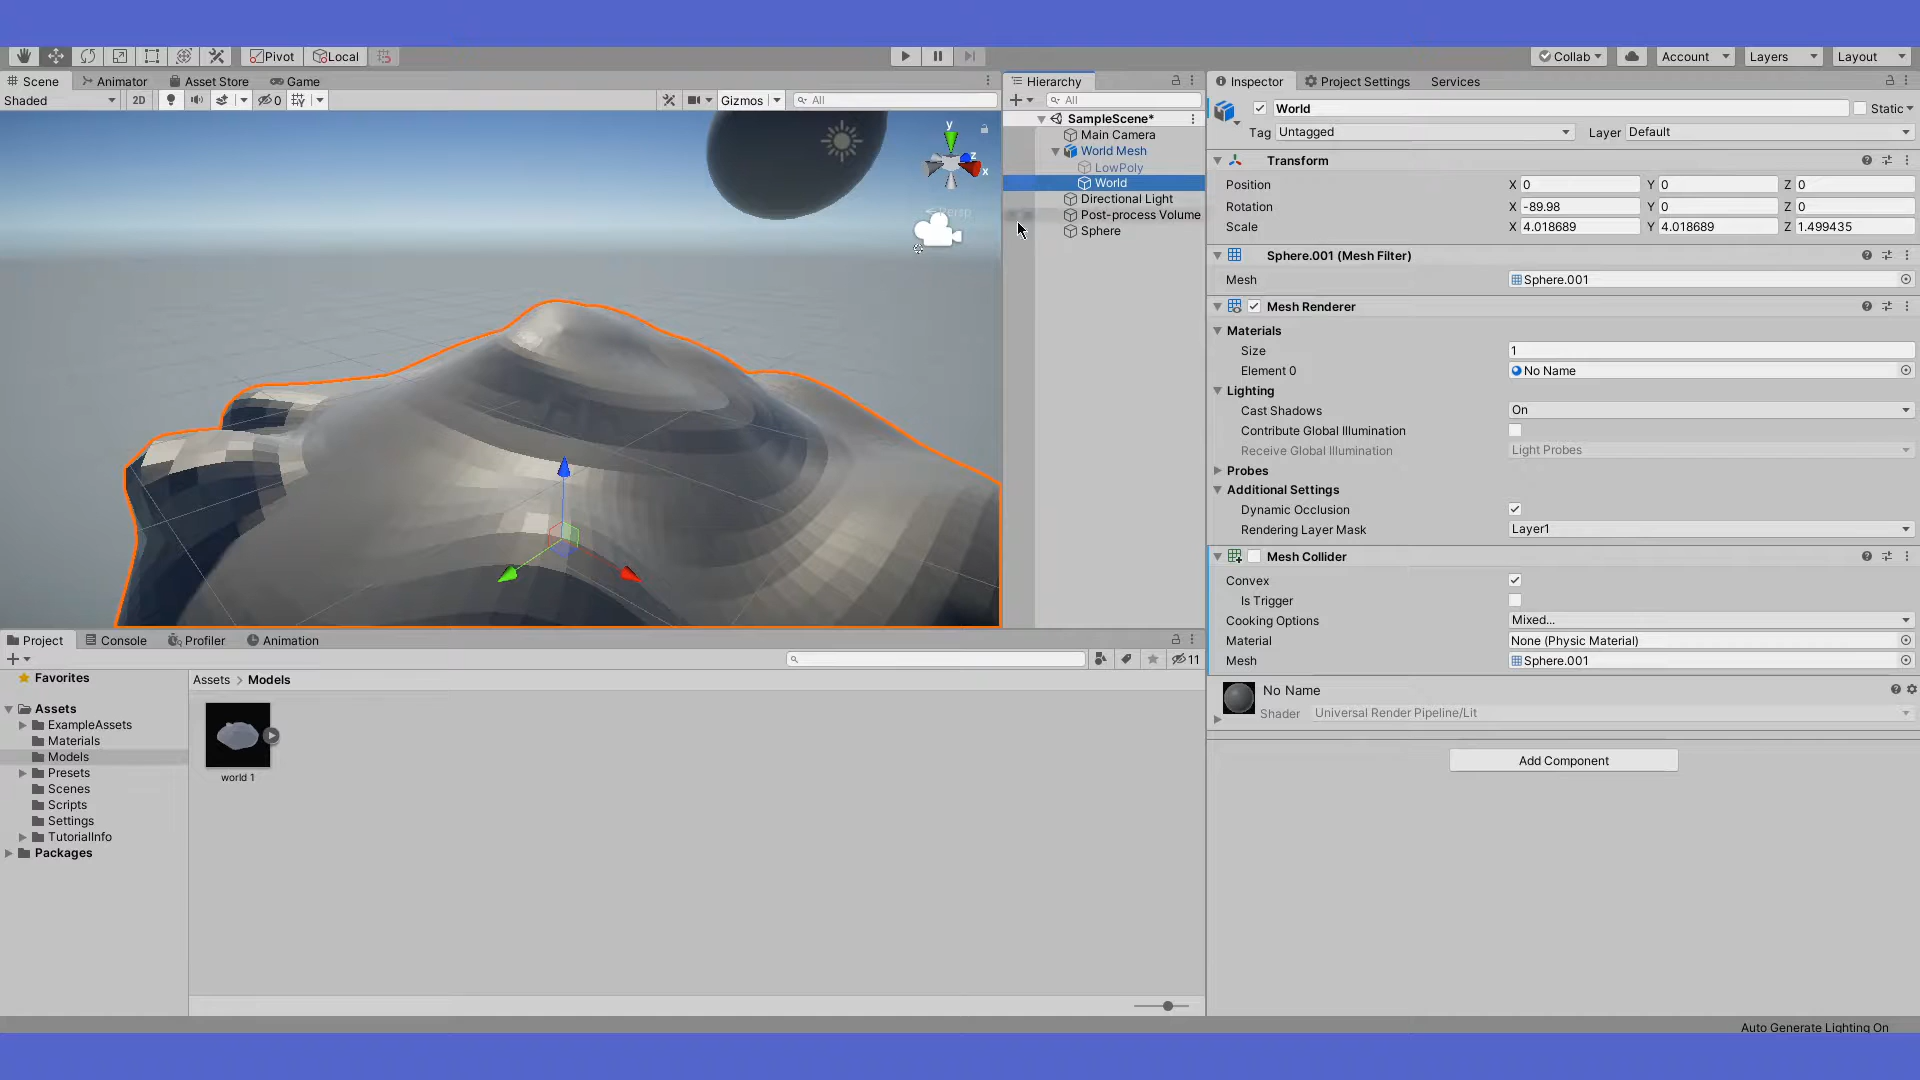 Pivot Local Collab Account Layers Layout
Scene Animator Asset Store Game
Shaded 2D 0 Gizmos All
y
z
x
Persp
Hierarchy
All
SampleScene*
Main Camera
World Mesh
LowPoly
World
Directional Light
Post-process Volume
Sphere
Inspector Project Settings Services
World Static
Tag Untagged Layer Default
Transform
Position X 0 Y 0 Z 0
Rotation X -89.98 Y 0 Z 0
Scale X 4.018689 Y 4.018689 Z 1.499435
Sphere.001 (Mesh Filter)
Mesh Sphere.001
Mesh Renderer
Materials
Size 1
Element 0 No Name
Lighting
Cast Shadows On
Contribute Global Illumination
Receive Global Illumination Light Probes
Probes
Additional Settings
Dynamic Occlusion
Rendering Layer Mask Layer1
Mesh Collider
Convex
Is Trigger
Cooking Options Mixed...
Material None (Physic Material)
Mesh Sphere.001
No Name
Shader Universal Render Pipeline/Lit
Add Component
Project Console Profiler Animation
11
Favorites
Assets
ExampleAssets
Materials
Models
Presets
Scenes
Scripts
Settings
TutorialInfo
Packages
Assets > Models
world 1
Auto Generate Lighting On